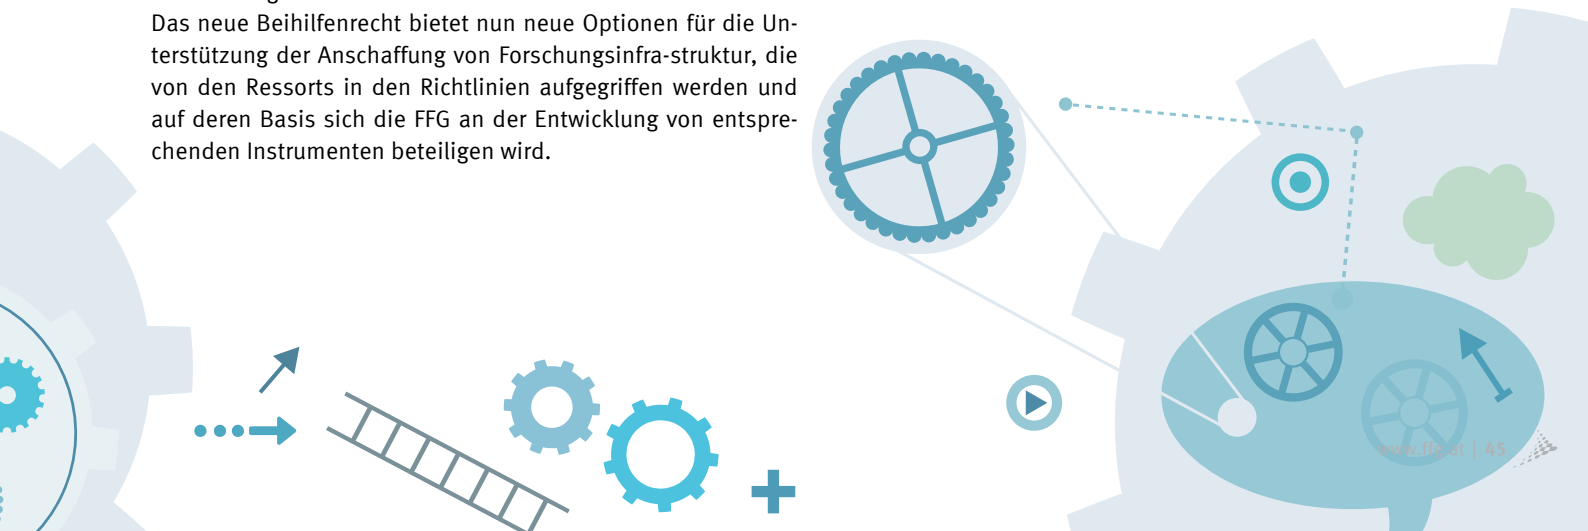 Das neue Beihilfenrecht bietet nun neue Optionen für die Un-
terstützung der Anschaffung von Forschungsinfra-struktur, die
von den Ressorts in den Richtlinien aufgegriffen werden und
auf deren Basis sich die FFG an der Entwicklung von entspre-
chenden Instrumenten beteiligen wird.
www.ffg.at | 45